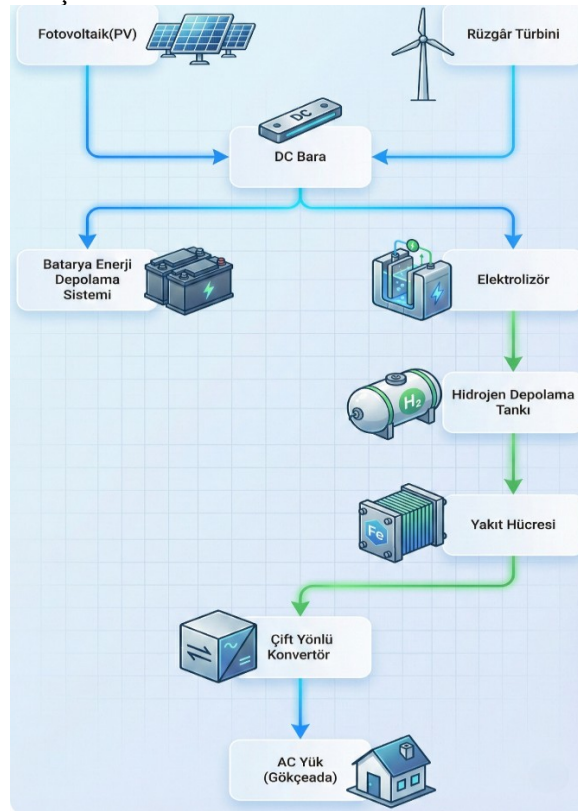 Fotovoltaik(PV)
Rüzgâr Türbini
DC
DC Bara
Batarya Enerji
Depolama
Sistemi
Elektrolizör
H₂
Hidrojen Depolama
Tankı
Fe
Yakıt Hücresi
Çift Yönlü
Konvertör
AC Yük
(Gökçeada)